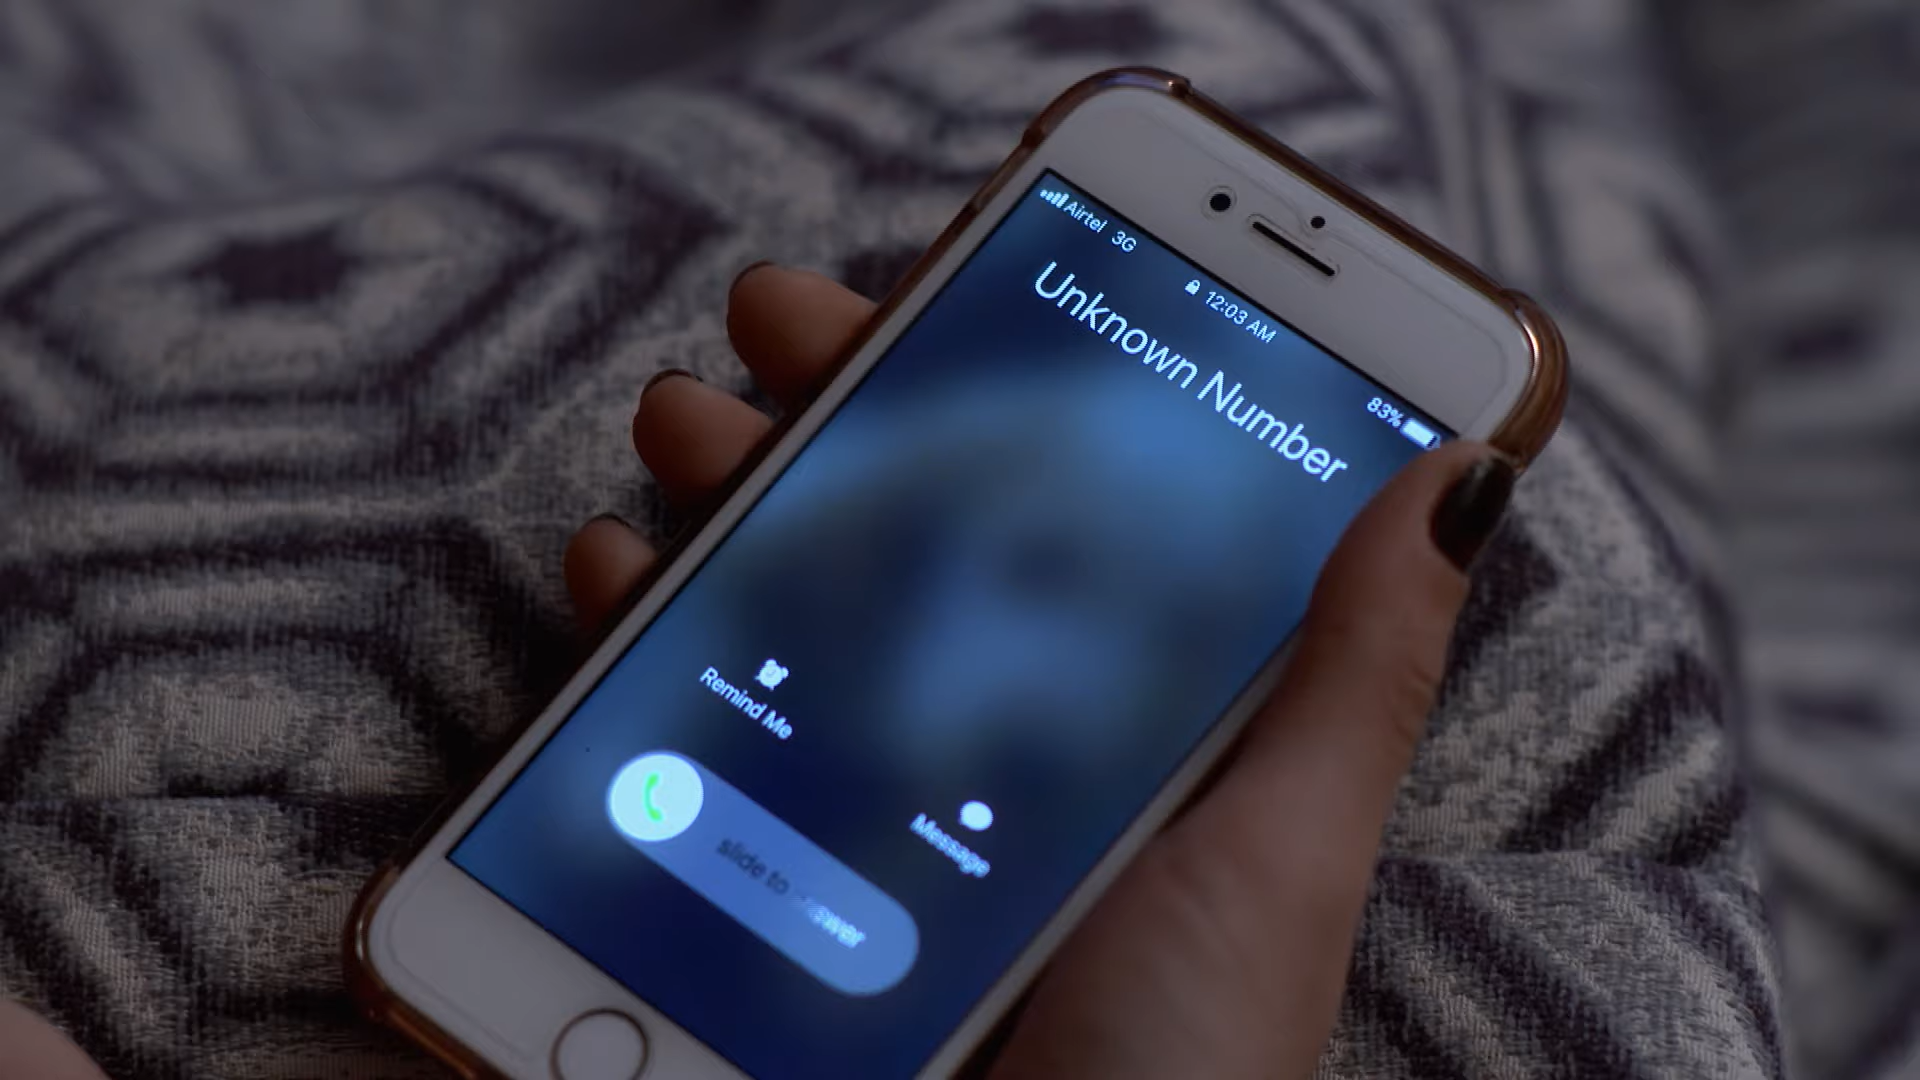 Airtel 3G
12:03 AM
83%
Unknown Number
Remind Me
Message
slide to